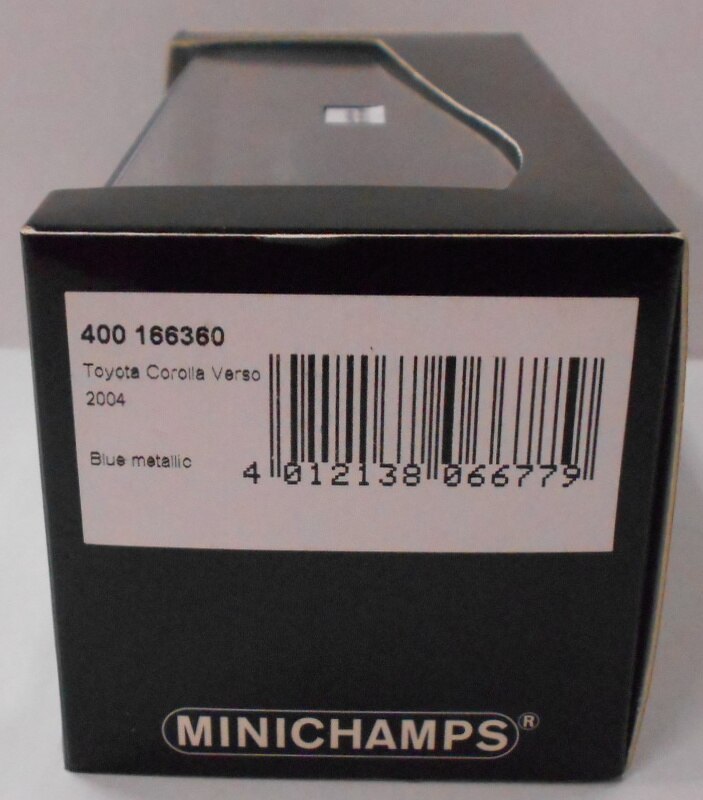 400 166360
Toyota Corolla Verso
2004
Blue metallic
4 012138 066779
MINICHAMPS®